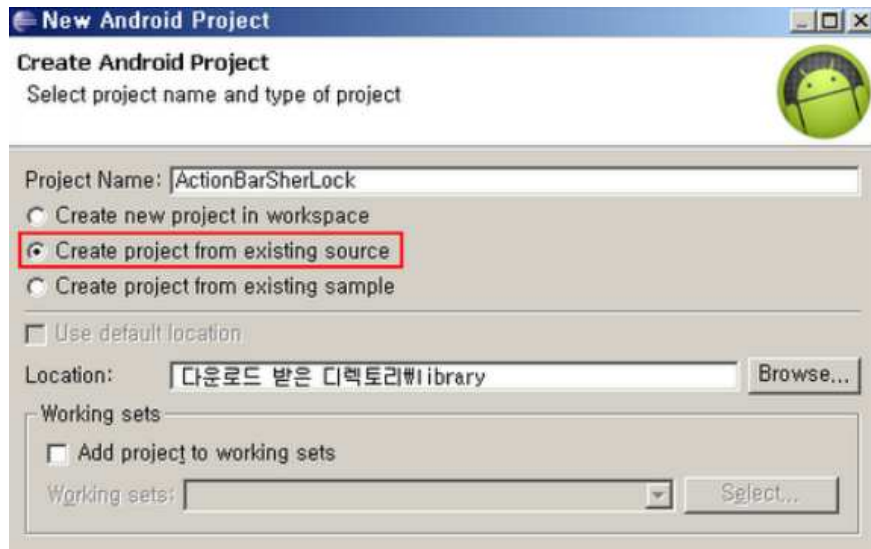 New Android Project
Create Android Project
Select project name and type of project
Project Name: ActionBarSherLock
Create new project in workspace
Create project from existing source
Create project from existing sample
Use default location
Location: 다운로드 받은 디렉토리₩library Browse...
Working sets
Add project to working sets
Working sets: Select...